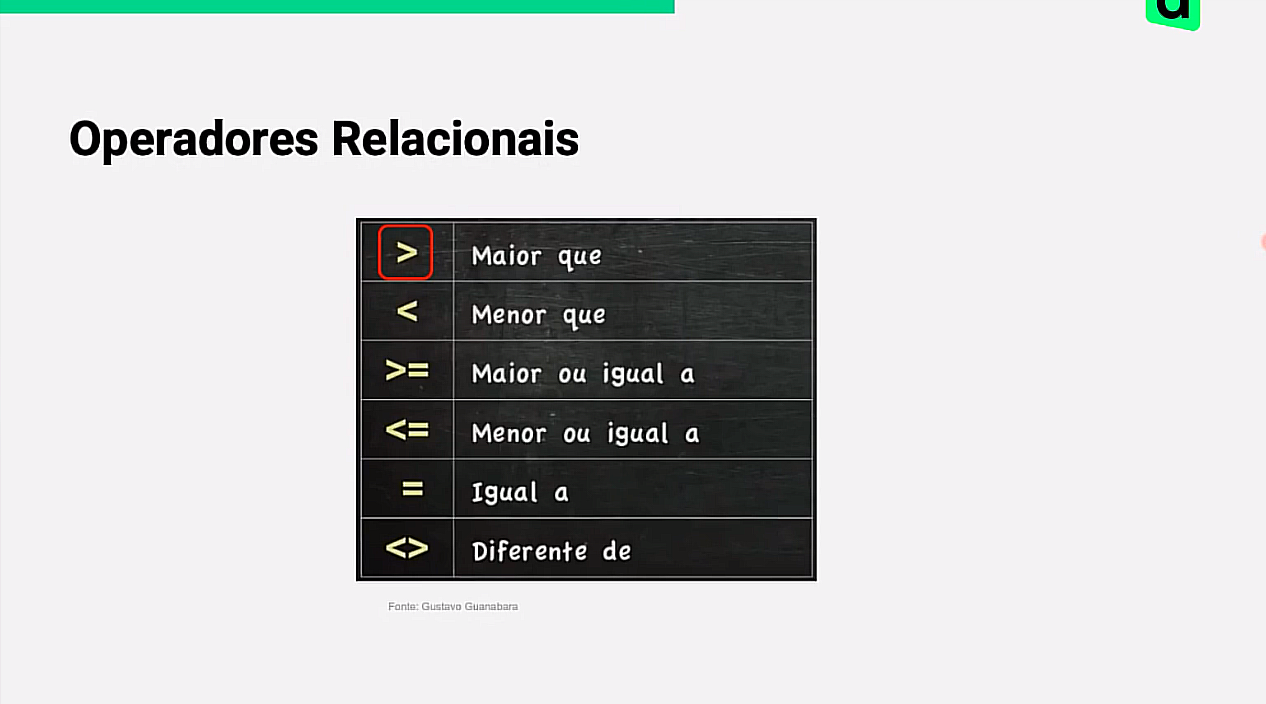 Operadores Relacionais
> Maior que
< Menor que
>= Maior ou igual a
<= Menor ou igual a
= Igual a
<> Diferente de
Fonte: Gustavo Guanabara